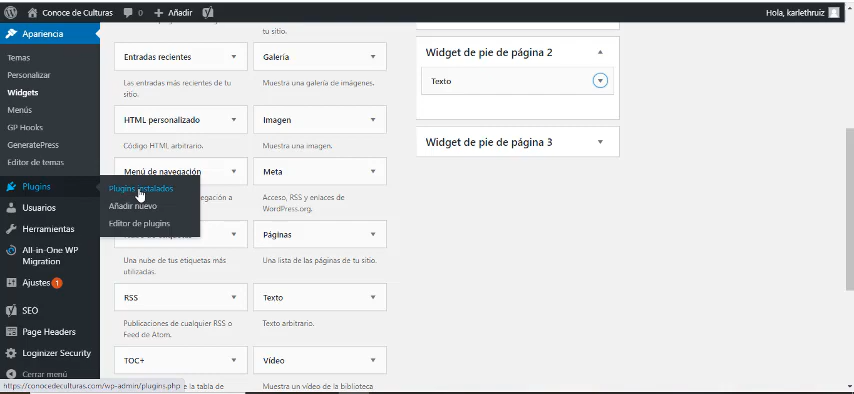 Conoce de Culturas 0 + Añadir Hola, karlethruiz
Apariencia
Temas
Personalizar
Widgets
Menús
GP Hooks
GeneratePress
Editor de temas
Plugins
Plugins instalados
Añadir nuevo
Editor de plugins
Usuarios
Herramientas
All-in-One WP
Migration
Ajustes 1
SEO
Page Headers
Loginizer Security
Cerrar menú
https://conocedeculturas.com/wp-admin/plugins.php
tu sitio.
Entradas recientes
Las entradas más recientes de tu
sitio.
Galería
Muestra una galería de imágenes.
HTML personalizado
Código HTML arbitrario.
Imagen
Muestra una imagen.
Menú de navegación
Meta
Acceso, RSS y enlaces de
WordPress.org.
Una nube de tus etiquetas más
utilizadas.
Páginas
Una lista de las páginas de tu sitio.
RSS
Publicaciones de cualquier RSS o
Feed de Atom.
Texto
Texto arbitrario.
TOC+
la tabla de
Vídeo
Muestra un vídeo de la biblioteca
Widget de pie de página 2
Texto
Widget de pie de página 3